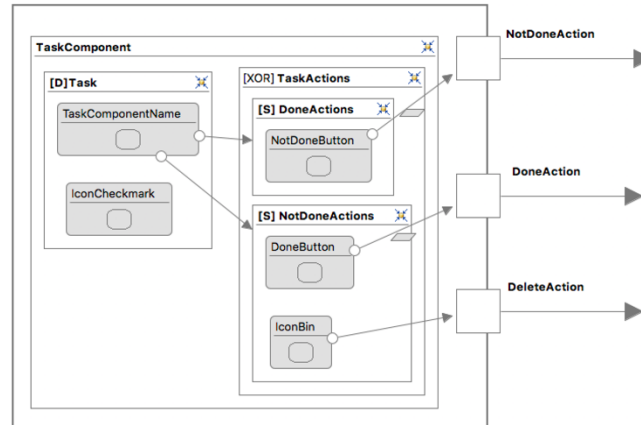 TaskComponent
[D]Task
TaskComponentName
IconCheckmark
[XOR] TaskActions
[S] DoneActions
NotDoneButton
[S] NotDoneActions
DoneButton
IconBin
NotDoneAction
DoneAction
DeleteAction